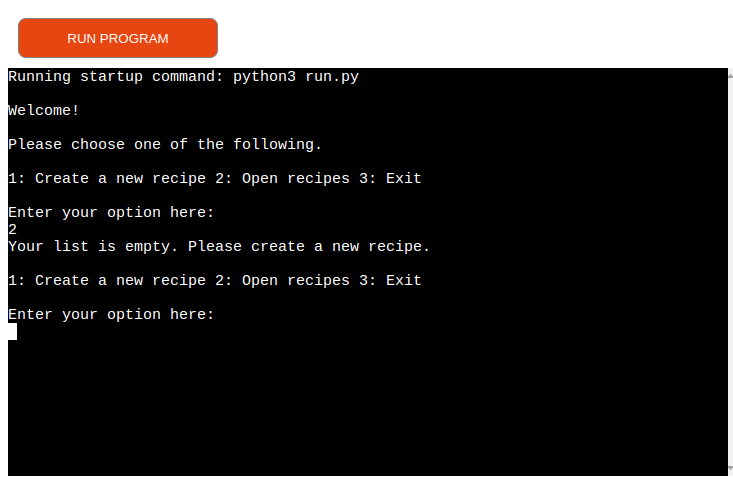 RUN PROGRAM
Running startup command: python3 run.py
Welcome!
Please choose one of the following.
1: Create a new recipe 2: Open recipes 3: Exit
Enter your option here:
2
Your list is empty. Please create a new recipe.
1: Create a new recipe 2: Open recipes 3: Exit
Enter your option here: